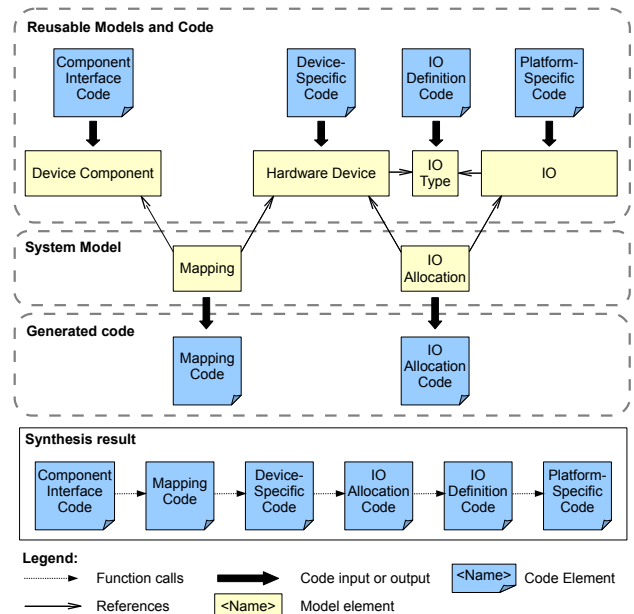 Reusable Models and Code
Component
Interface
Code
Device-
Specific
Code
IO
Definition
Code
Platform-
Specific
Code
Device Component
Hardware Device
IO
Type
IO
System Model
Mapping
IO
Allocation
Generated code
Mapping
Code
IO
Allocation
Code
Synthesis result
Component
Interface
Code
Mapping
Code
Device-
Specific
Code
IO
Allocation
Code
IO
Definition
Code
Platform-
Specific
Code
Legend:
Function calls
Code input or output
<Name>
Code Element
References
<Name>
Model element